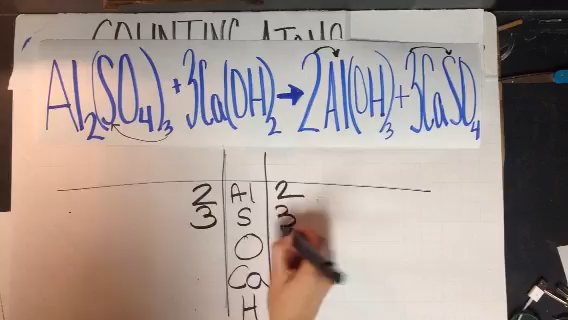 COUNTING ATOMS
Al₂(SO₄)₃ + 3Ca(OH)₂ → 2Al(OH)₃ + 3CaSO₄
2 Al 2
3 S 3
O
Ca
H